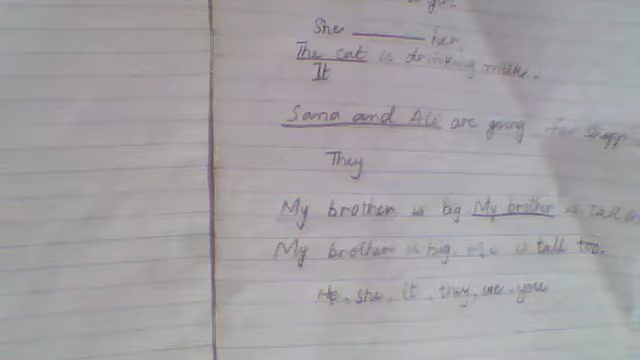 She ______ her
The cat is drinking milk.
It
Sana and Ali are going for shopp
They
My brother is big My brother is tall
My brother is big. He is tall too.
He, she, it, they, we, you